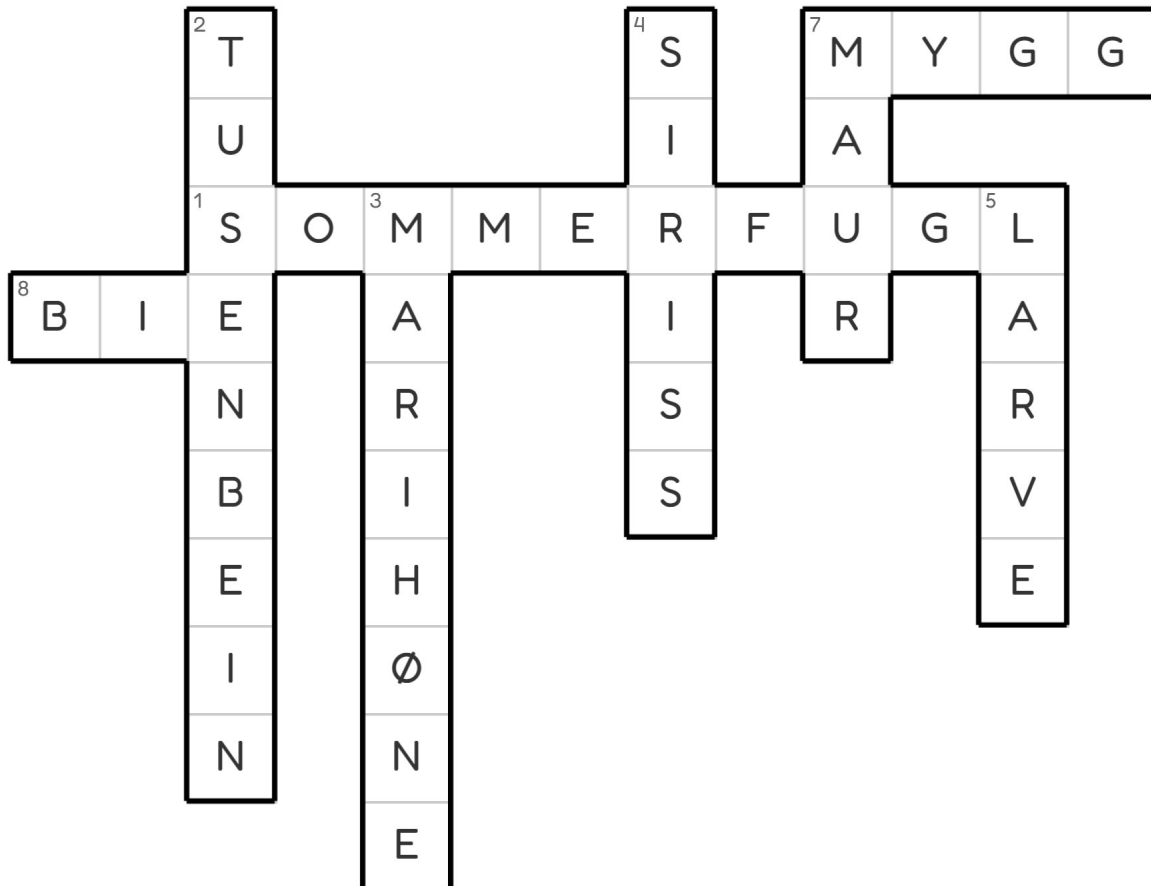 2 T 4 S 7 M Y G G
U I A
1 S O 3 M M E R F U G 5 L
8 B I E A I R A
N R S R
B I S V
E H E
I Ø
N N
E